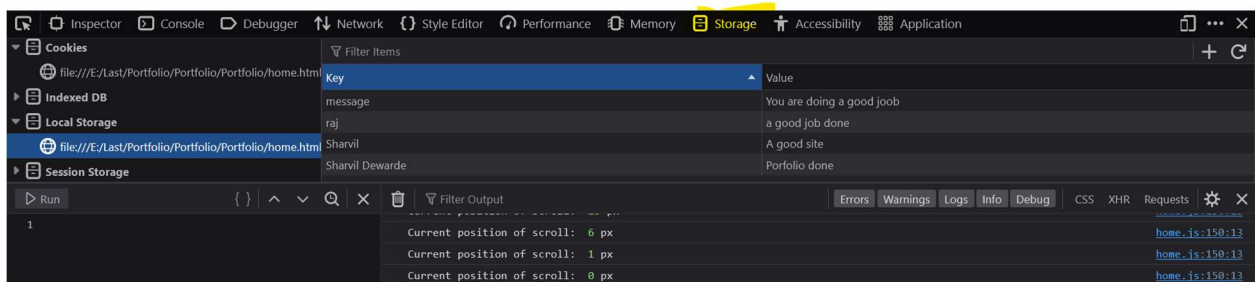 Inspector Console Debugger Network Style Editor Performance Memory Storage Accessibility Application
Cookies
file:///E:/Last/Portfolio/Portfolio/Portfolio/home.html
Indexed DB
Local Storage
file:///E:/Last/Portfolio/Portfolio/Portfolio/home.html
Session Storage
Filter Items
Key Value
message You are doing a good joob
raj a good job done
Sharvil A good site
Sharvil Dewarde Porfolio done
Run Filter Output Errors Warnings Logs Info Debug CSS XHR Requests
1
Current position of scroll: 6 px home.js:150:13
Current position of scroll: 1 px home.js:150:13
Current position of scroll: 0 px home.js:150:13